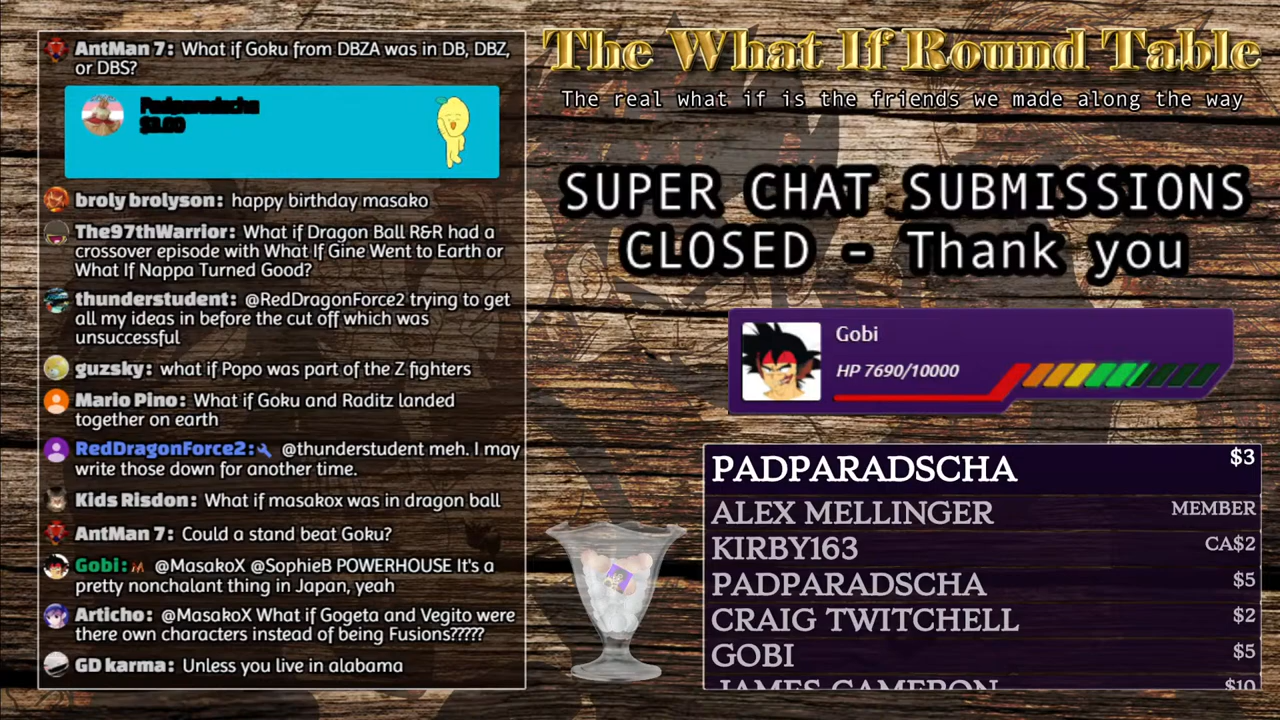 AntMan 7: What if Goku from DBZA was in DB, DBZ,
or DBS?
Padparadscha
broly brolyson: happy birthday masako
The97thWarrior: What if Dragon Ball R&R had a
crossover episode with What If Gine Went to Earth or
What If Nappa Turned Good?
thunderstudent: @RedDragonForce2 trying to get
all my ideas in before the cut off which was
unsuccessful
guzsky: what if Popo was part of the Z fighters
Mario Pino: What if Goku and Raditz landed
together on earth
RedDragonForce2: @thunderstudent meh. I may
write those down for another time.
Kids Risdon: What if masakox was in dragon ball
AntMan 7: Could a stand beat Goku?
Gobi: @MasakoX @SophieB POWERHOUSE It's a
pretty nonchalant thing in Japan, yeah
Articho: @MasakoX What if Gogeta and Vegito were
there own characters instead of being Fusions?????
GD karma: Unless you live in alabama
The What If Round Table
The real what if is the friends we made along the way
SUPER CHAT SUBMISSIONS
CLOSED - Thank you
Gobi
HP 7690/10000
PADPARADSCHA $3
ALEX MELLINGER MEMBER
KIRBY163 CA$2
PADPARADSCHA $5
CRAIG TWITCHELL $2
GOBI $5
JAMES CAMERON $10